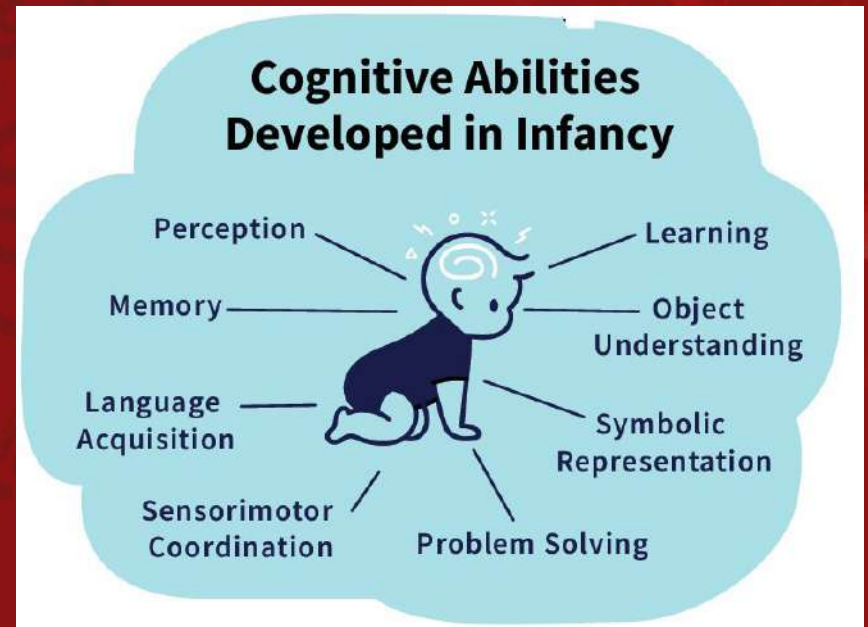 Cognitive Abilities
Developed in Infancy
Perception
Learning
Memory
Object
Understanding
Language
Acquisition
Symbolic
Representation
Sensorimotor
Coordination
Problem Solving